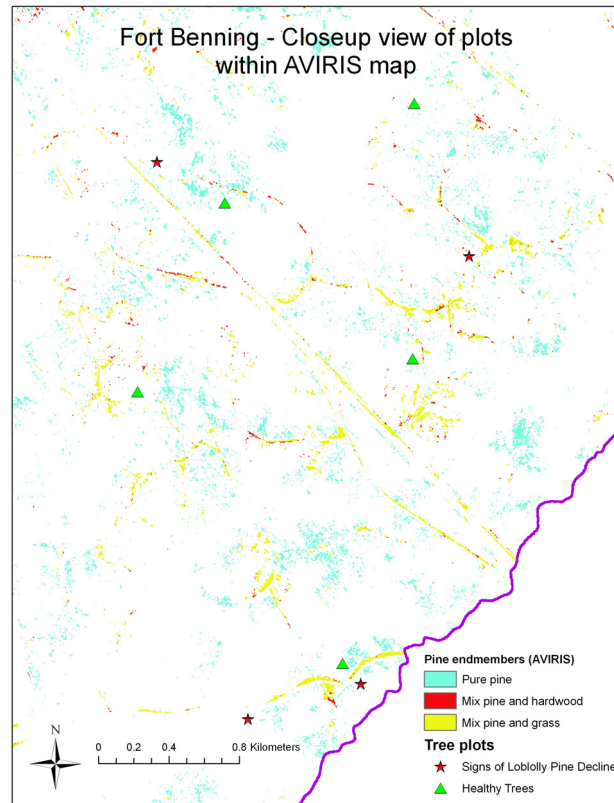 Fort Benning - Closeup view of plots
within AVIRIS map
Pine endmembers (AVIRIS)
Pure pine
Mix pine and hardwood
Mix pine and grass
Tree plots
Signs of Loblolly Pine Decline
Healthy Trees
N
0 0.2 0.4 0.8 Kilometers